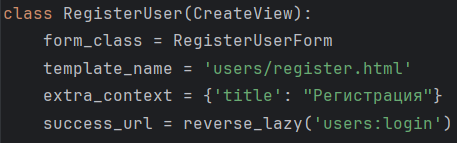 class RegisterUser(CreateView):
    form_class = RegisterUserForm
    template_name = 'users/register.html'
    extra_context = {'title': "Регистрация"}
    success_url = reverse_lazy('users:login')